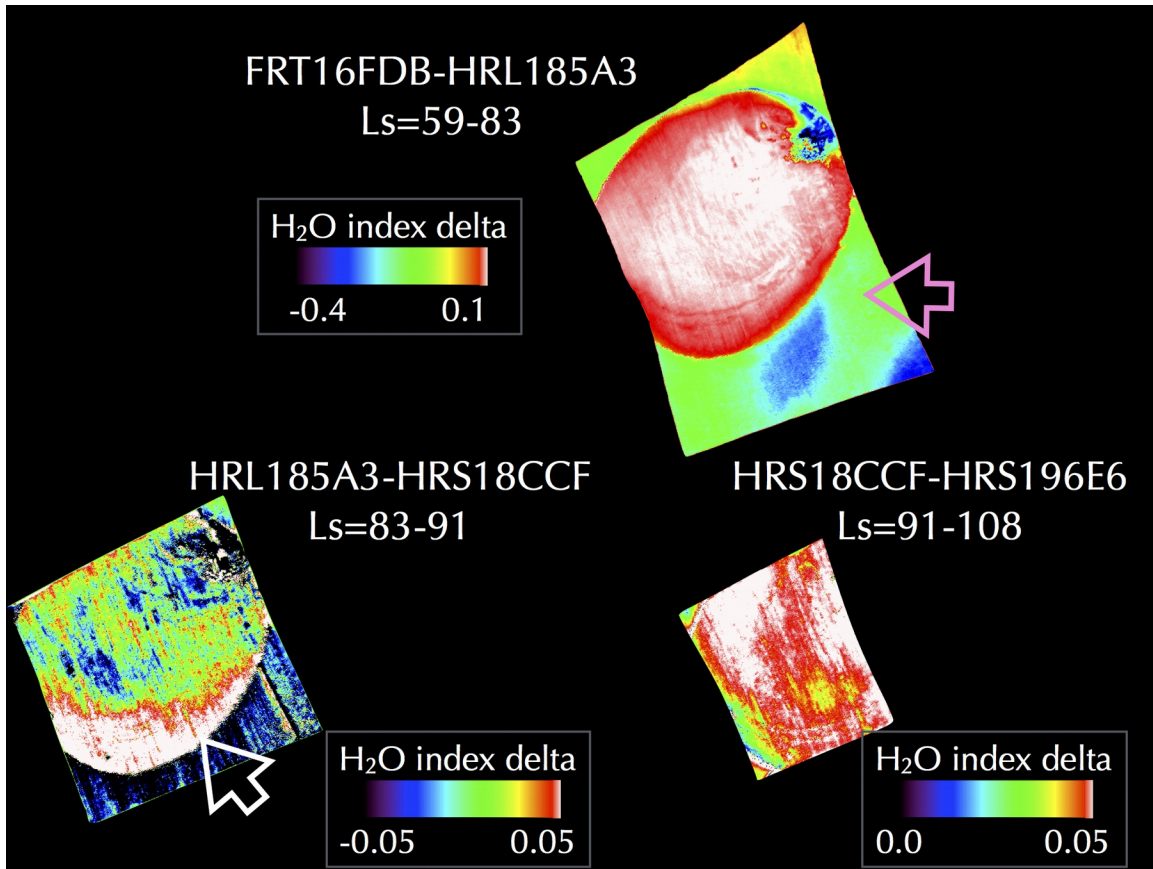 FRT16FDB-HRL185A3
Ls=59-83
H₂O index delta
-0.4 0.1
HRL185A3-HRS18CCF
Ls=83-91
H₂O index delta
-0.05 0.05
HRS18CCF-HRS196E6
Ls=91-108
H₂O index delta
0.0 0.05